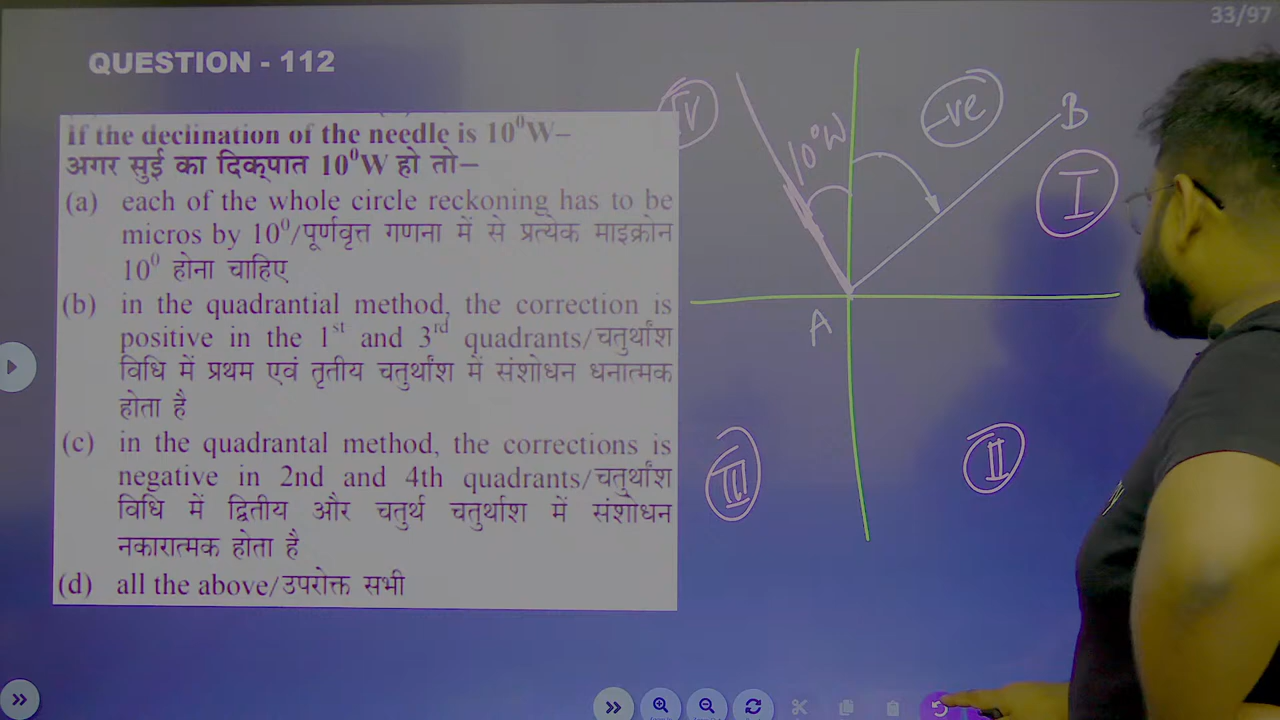 33/97
QUESTION - 112
If the declination of the needle is 10⁰W–
अगर सुई का दिक्पात 10⁰W हो तो–
(a) each of the whole circle reckoning has to be
micros by 10⁰/पूर्णवृत्त गणना में से प्रत्येक माइक्रोन
10⁰ होना चाहिए
(b) in the quadrantial method, the correction is
positive in the 1st and 3rd quadrants/चतुर्थांश
विधि में प्रथम एवं तृतीय चतुर्थांश में संशोधन धनात्मक
होता है
(c) in the quadrantal method, the corrections is
negative in 2nd and 4th quadrants/चतुर्थांश
विधि में द्वितीय और चतुर्थ चतुर्थाश में संशोधन
नकारात्मक होता है
(d) all the above/उपरोक्त सभी
IV
10⁰W
-ve
B
I
A
III
II